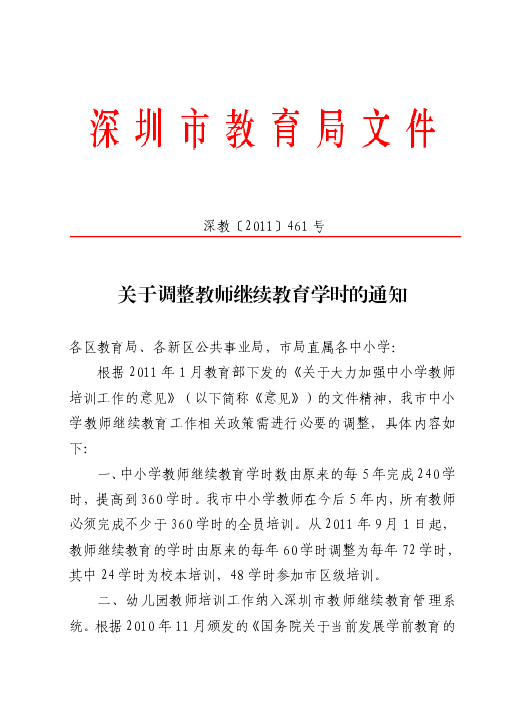 深圳市教育局文件
深教〔2011〕461号
关于调整教师继续教育学时的通知
各区教育局、各新区公共事业局，市局直属各中小学：
根据2011年1月教育部下发的《关于大力加强中小学教师
培训工作的意见》（以下简称《意见》）的文件精神，我市中小
学教师继续教育工作相关政策需进行必要的调整，具体内容如
下：
一、中小学教师继续教育学时数由原来的每5年完成240学
时，提高到360学时。我市中小学教师在今后5年内，所有教师
必须完成不少于360学时的全员培训。从2011年9月1日起，
教师继续教育的学时由原来的每年60学时调整为每年72学时，
其中24学时为校本培训，48学时参加市区级培训。
二、幼儿园教师培训工作纳入深圳市教师继续教育管理系
统。根据2010年11月颁发的《国务院关于当前发展学前教育的